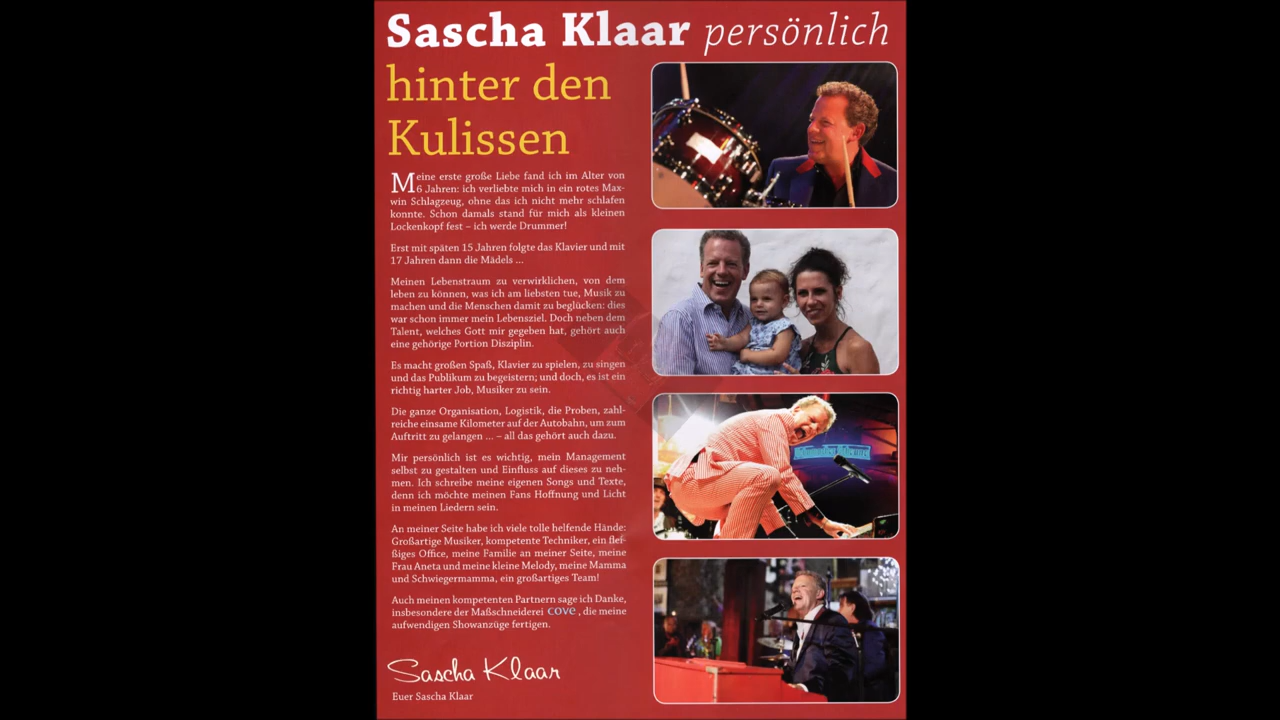 Sascha Klaar persönlich
hinter den
Kulissen
Meine erste große Liebe fand ich im Alter von
6 Jahren: ich verliebte mich in ein rotes Max-
win Schlagzeug, ohne das ich nicht mehr schlafen
konnte. Schon damals stand für mich als kleinen
Lockenkopf fest – ich werde Drummer!
Erst mit späten 15 Jahren folgte das Klavier und mit
17 Jahren dann die Mädels ...
Meinen Lebenstraum zu verwirklichen, von dem
leben zu können, was ich am liebsten tue, Musik zu
machen und die Menschen damit zu beglücken: dies
war schon immer mein Lebensziel. Doch neben dem
Talent, welches Gott mir gegeben hat, gehört auch
eine gehörige Portion Disziplin.
Es macht großen Spaß, Klavier zu spielen, zu singen
und das Publikum zu begeistern; und doch, es ist ein
richtig harter Job, Musiker zu sein.
Die ganze Organisation, Logistik, die Proben, zahl-
reiche einsame Kilometer auf der Autobahn, um zum
Auftritt zu gelangen ... – all das gehört auch dazu.
Mir persönlich ist es wichtig, mein Management
selbst zu gestalten und Einfluss auf dieses zu neh-
men. Ich schreibe meine eigenen Songs und Texte,
denn ich möchte meinen Fans Hoffnung und Licht
in meinen Liedern sein.
An meiner Seite habe ich viele tolle helfende Hände:
Großartige Musiker, kompetente Techniker, ein flei-
ßiges Office, meine Familie an meiner Seite, meine
Frau Aneta und meine kleine Melody, meine Mamma
und Schwiegermamma, ein großartiges Team!
Auch meinen kompetenten Partnern sage ich Danke,
insbesondere der Maßschneiderei cove, die meine
aufwendigen Showanzüge fertigen.
Sascha Klaar
Euer Sascha Klaar